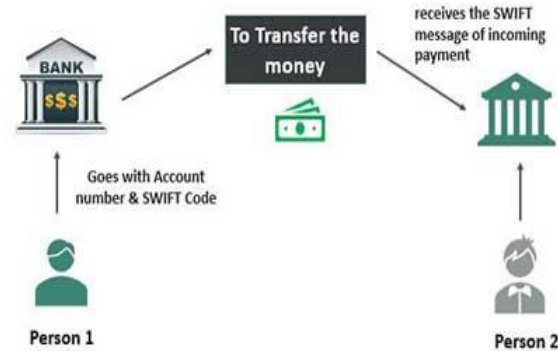 BANK
$$$
To Transfer the
money
receives the SWIFT
message of incoming
payment
Goes with Account
number & SWIFT Code
Person 1
Person 2